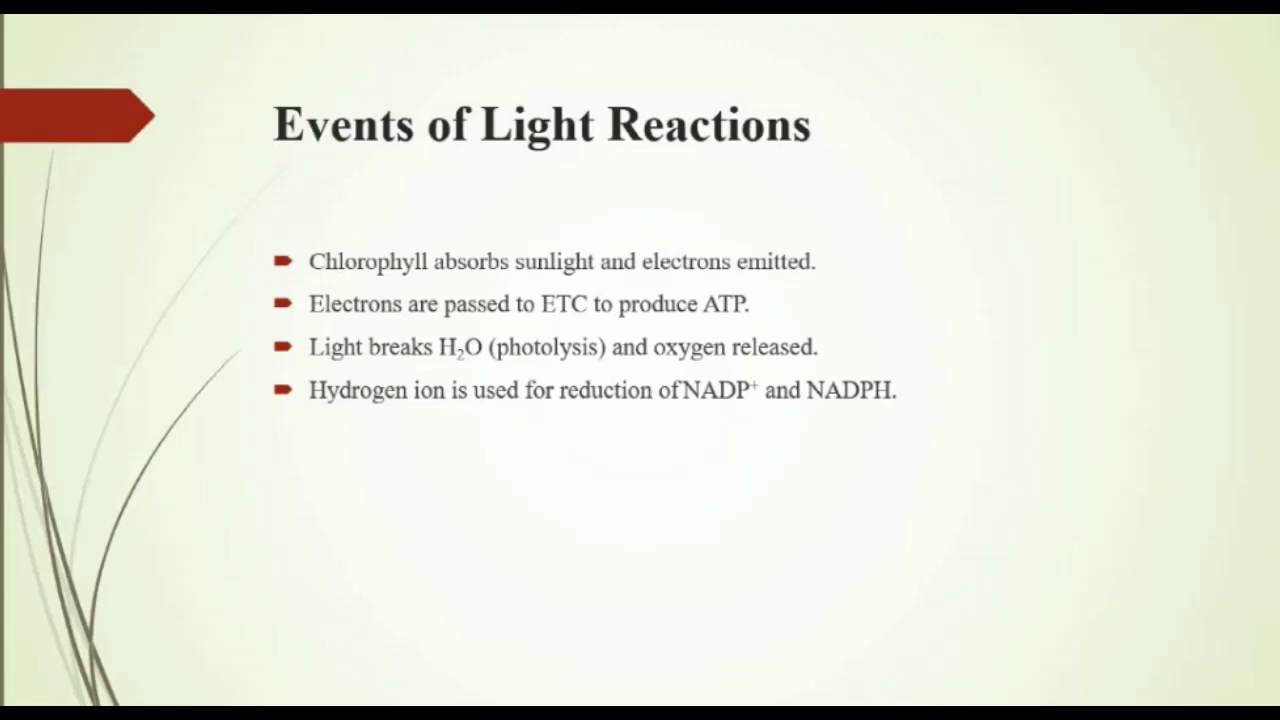 Events of Light Reactions
Chlorophyll absorbs sunlight and electrons emitted.
Electrons are passed to ETC to produce ATP.
Light breaks H₂O (photolysis) and oxygen released.
Hydrogen ion is used for reduction of NADP⁺ and NADPH.